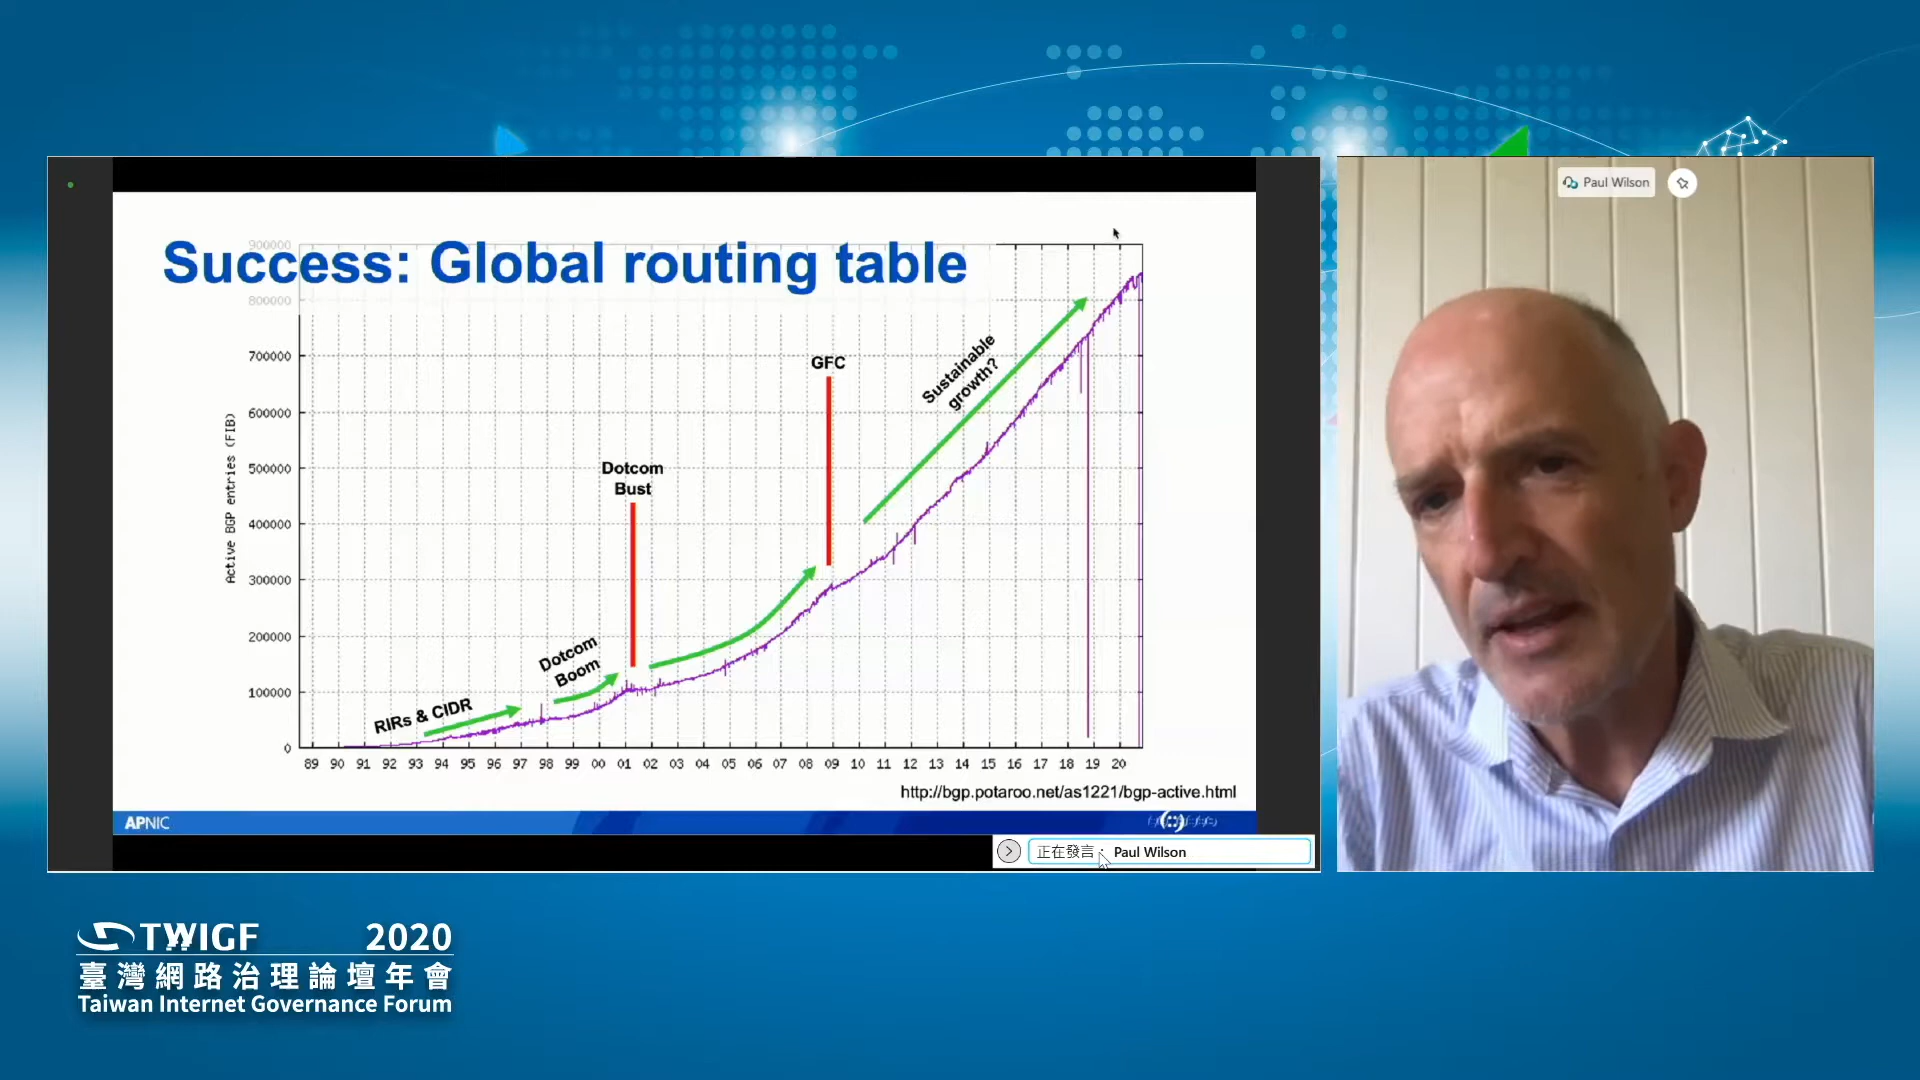 Success: Global routing table
900000
800000
700000
600000
500000
400000
300000
200000
100000
0
Active BGP entries (FIB)
RIRs & CIDR
Dotcom
Boom
Dotcom
Bust
GFC
Sustainable
growth?
89 90 91 92 93 94 95 96 97 98 99 00 01 02 03 04 05 06 07 08 09 10 11 12 13 14 15 16 17 18 19 20
http://bgp.potaroo.net/as1221/bgp-active.html
APNIC
正在發言： Paul Wilson
Paul Wilson
TWIGF 2020
臺灣網路治理論壇年會
Taiwan Internet Governance Forum